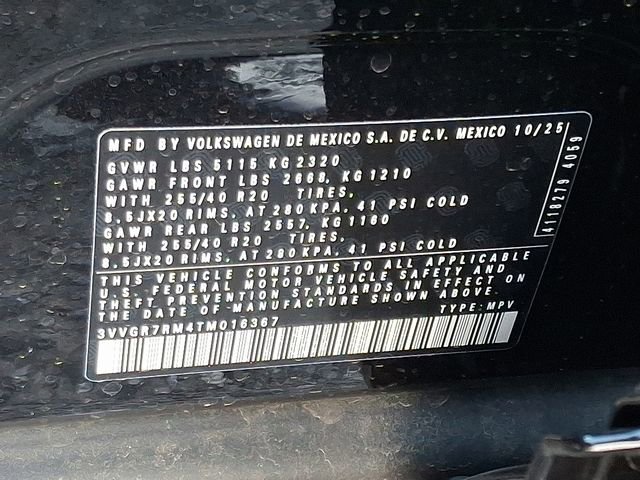 MFD BY VOLKSWAGEN DE MEXICO S.A. DE C.V. MEXICO 10/25
GVWR LBS 5115 KG 2320
GAWR FRONT LBS 2668, KG 1210
WITH 255/40 R20 TIRES,
8,5JX20 RIMS, AT 280 KPA, 41 PSI COLD
GAWR REAR LBS 2557, KG 1160
WITH 255/40 R20 TIRES,
8,5JX20 RIMS, AT 280 KPA, 41 PSI COLD
THIS VEHICLE CONFORMS TO ALL APPLICABLE
U.S. FEDERAL MOTOR VEHICLE SAFETY AND
THEFT PREVENTION STANDARDS IN EFFECT ON
THE DATE OF MANUFACTURE SHOWN ABOVE.
TYPE: MPV
3VVGR7RM4TM016367
4118279 4059